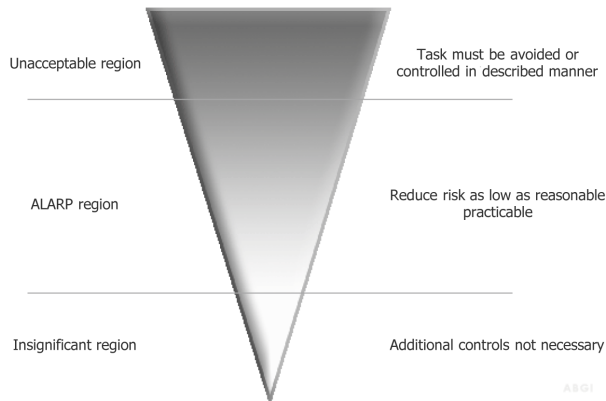 Unacceptable region
Task must be avoided or
controlled in described manner
ALARP region
Reduce risk as low as reasonable
practicable
Insignificant region
Additional controls not necessary
ABGI